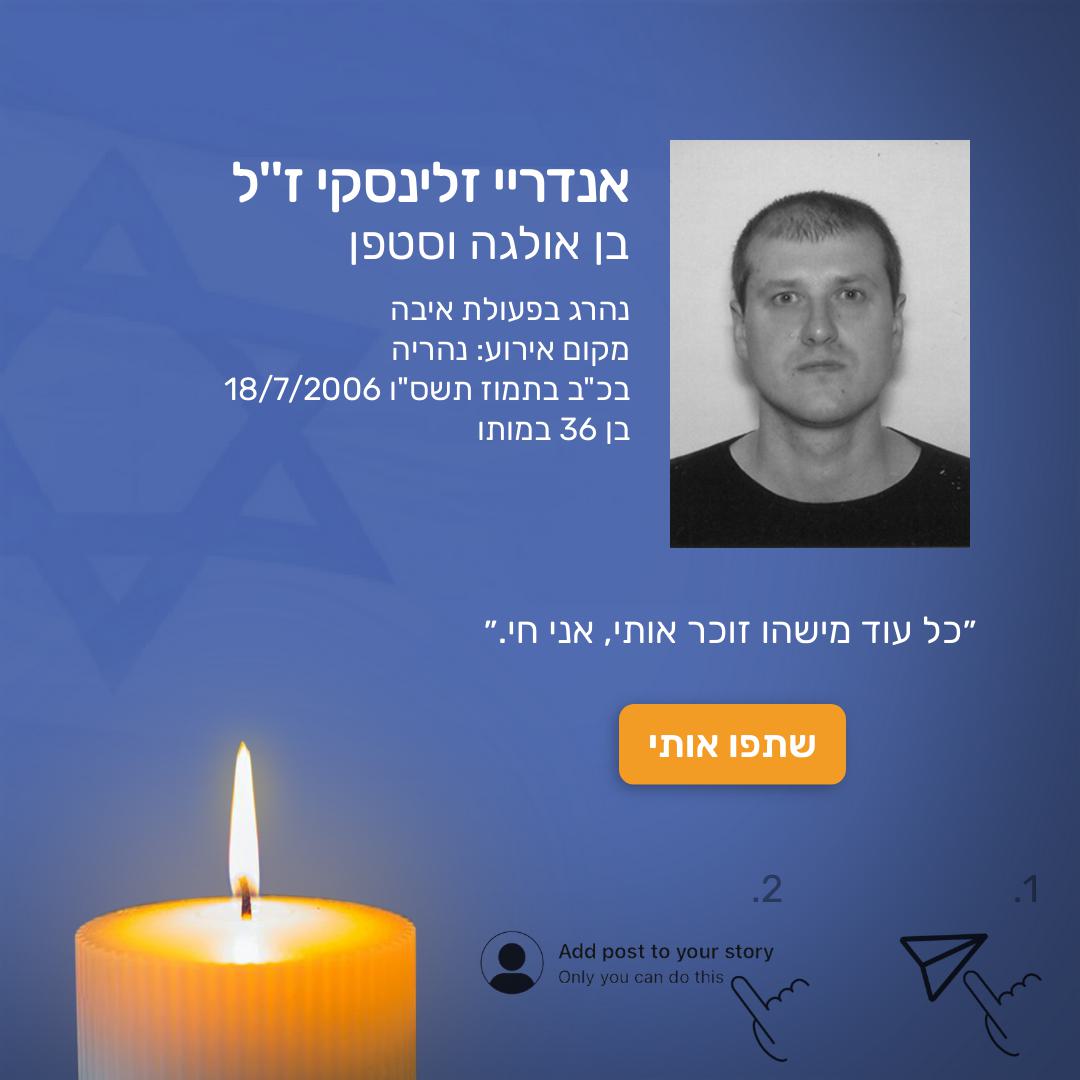 אנדריי זלינסקי ז"ל
בן אולגה וסטפן
נהרג בפעולת איבה
מקום אירוע: נהריה
בכ"ב בתמוז תשס"ו 18/7/2006
בן 36 במותו
״כל עוד מישהו זוכר אותי, אני חי.״
שתפו אותי
.1
.2
Add post to your story
Only you can do this